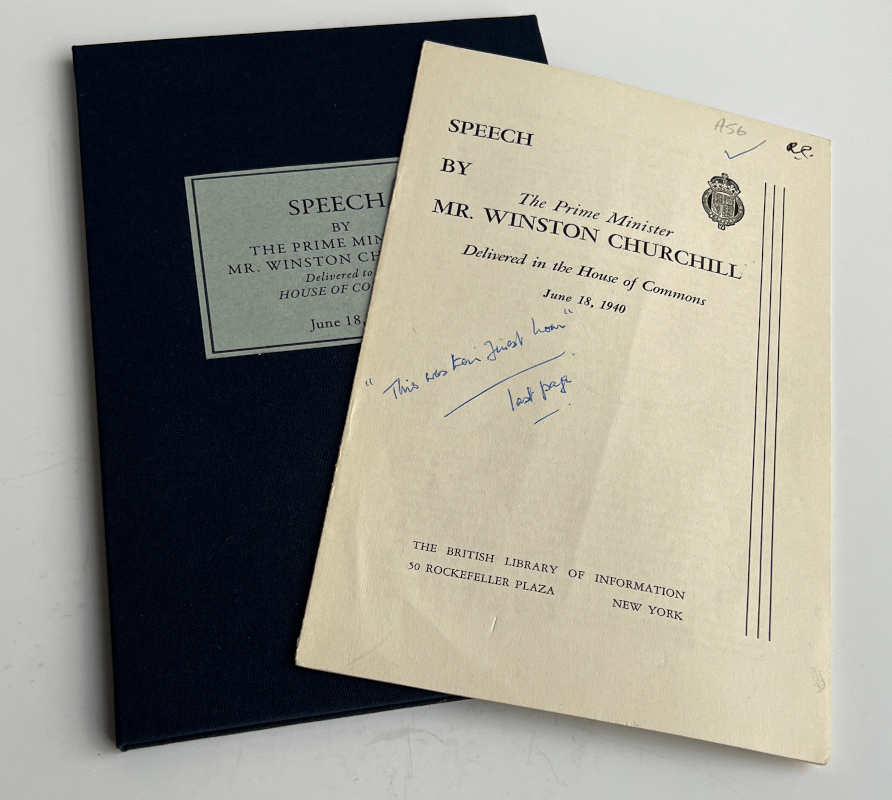 SPEECH
BY
THE PRIME MIN
MR. WINSTON CH
Delivered to
HOUSE OF CO
June 18,
A56
R.C.
SPEECH
BY
The Prime Minister
MR. WINSTON CHURCHILL
Delivered in the House of Commons
June 18, 1940
"This was their finest hour"
last page
THE BRITISH LIBRARY OF INFORMATION
50 ROCKEFELLER PLAZA
NEW YORK